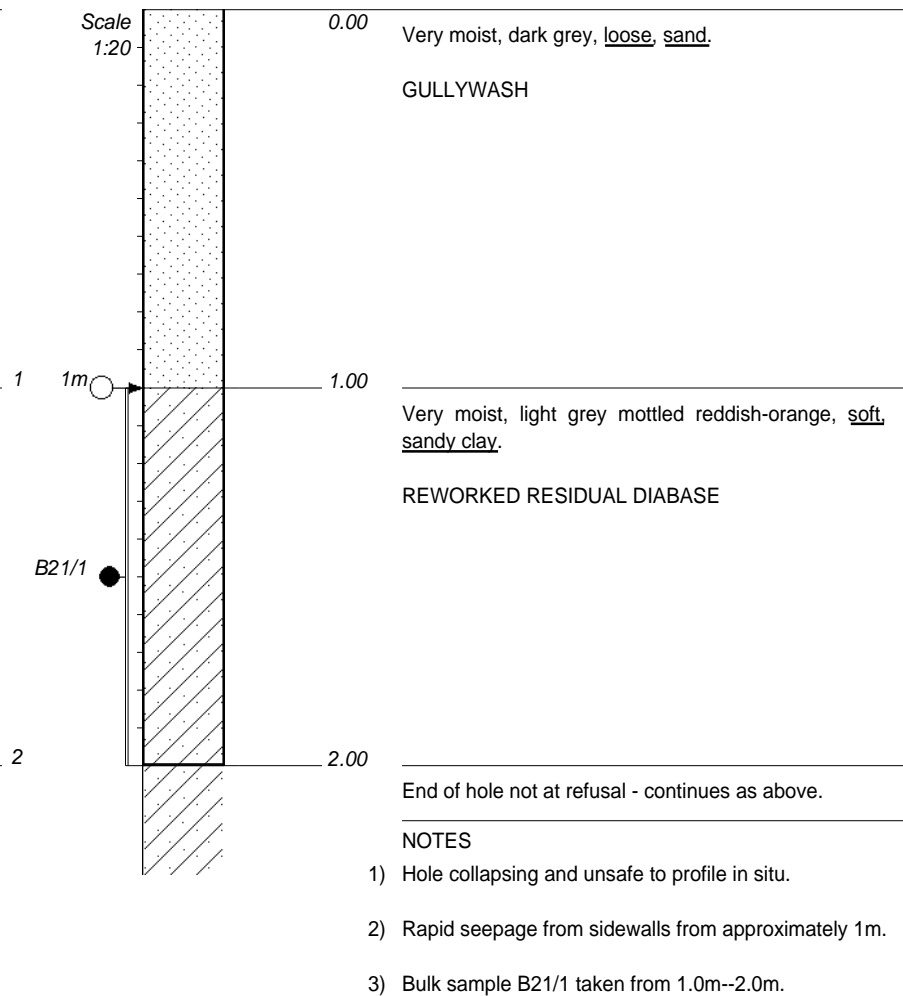 Scale
1:20
0.00
Very moist, dark grey, loose, sand.
GULLYWASH
1
1m
1.00
Very moist, light grey mottled reddish-orange, soft,
sandy clay.
REWORKED RESIDUAL DIABASE
B21/1
2
2.00
End of hole not at refusal - continues as above.
NOTES
1) Hole collapsing and unsafe to profile in situ.
2) Rapid seepage from sidewalls from approximately 1m.
3) Bulk sample B21/1 taken from 1.0m--2.0m.